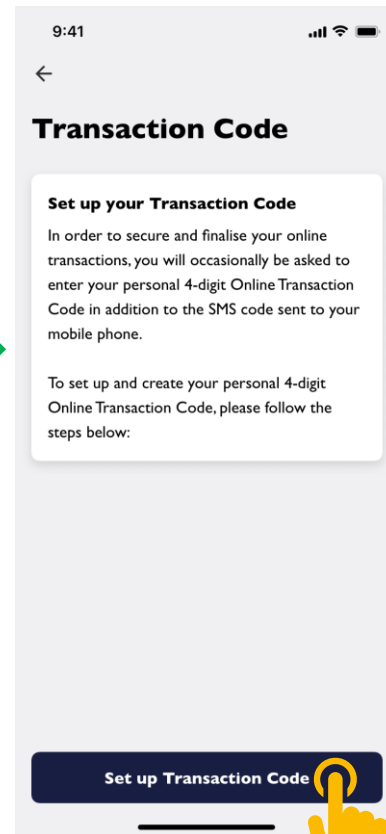 9:41
Transaction Code
Set up your Transaction Code
In order to secure and finalise your online
transactions, you will occasionally be asked to
enter your personal 4-digit Online Transaction
Code in addition to the SMS code sent to your
mobile phone.
To set up and create your personal 4-digit
Online Transaction Code, please follow the
steps below:
Set up Transaction Code